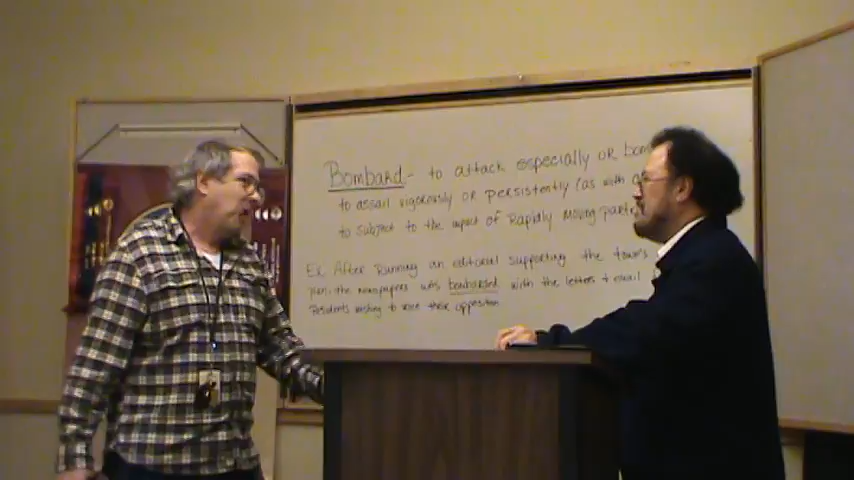 Bombard - to attack especially or bom
to assail vigorously or persistently (as with a
to subject to the impact of rapidly moving partic
Ex. After running an editorial supporting the town's
plan, the newspapers was bombarded with the letters + email
Residents wishing to voice their opposition